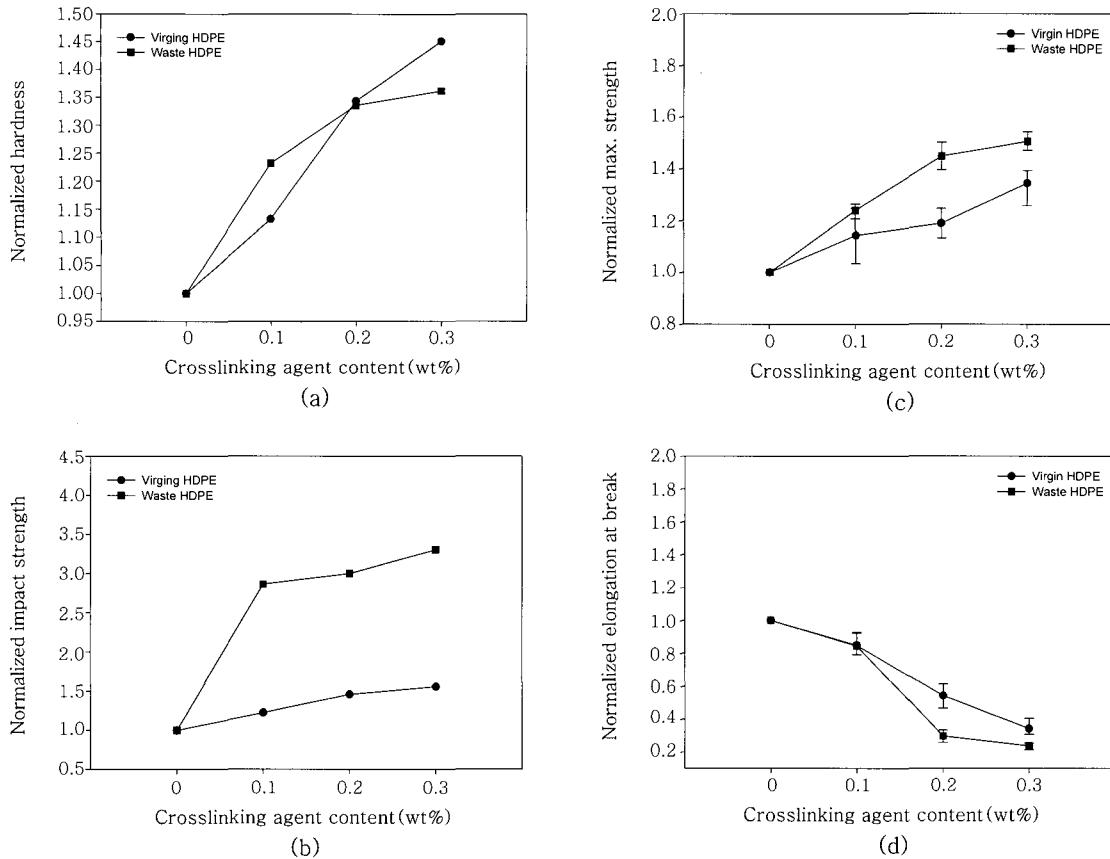 Normalized hardness
1.50
1.45
1.40
1.35
1.30
1.25
1.20
1.15
1.10
1.05
1.00
0.95
Virging HDPE
Waste HDPE
0 0.1 0.2 0.3
Crosslinking agent content(wt%)
(a)
Normalized max. strength
2.0
1.8
1.6
1.4
1.2
1.0
0.8
Virgin HDPE
Waste HDPE
0 0.1 0.2 0.3
Crosslinking agent content(wt%)
(c)
Normalized impact strength
4.5
4.0
3.5
3.0
2.5
2.0
1.5
1.0
0.5
Virging HDPE
Waste HDPE
0 0.1 0.2 0.3
Crosslinking agent content(wt%)
(b)
Normalized elongation at break
2.0
1.8
1.6
1.4
1.2
1.0
0.8
0.6
0.4
0.2
Virgin HDPE
Waste HDPE
0 0.1 0.2 0.3
Crosslinking agent content(wt%)
(d)